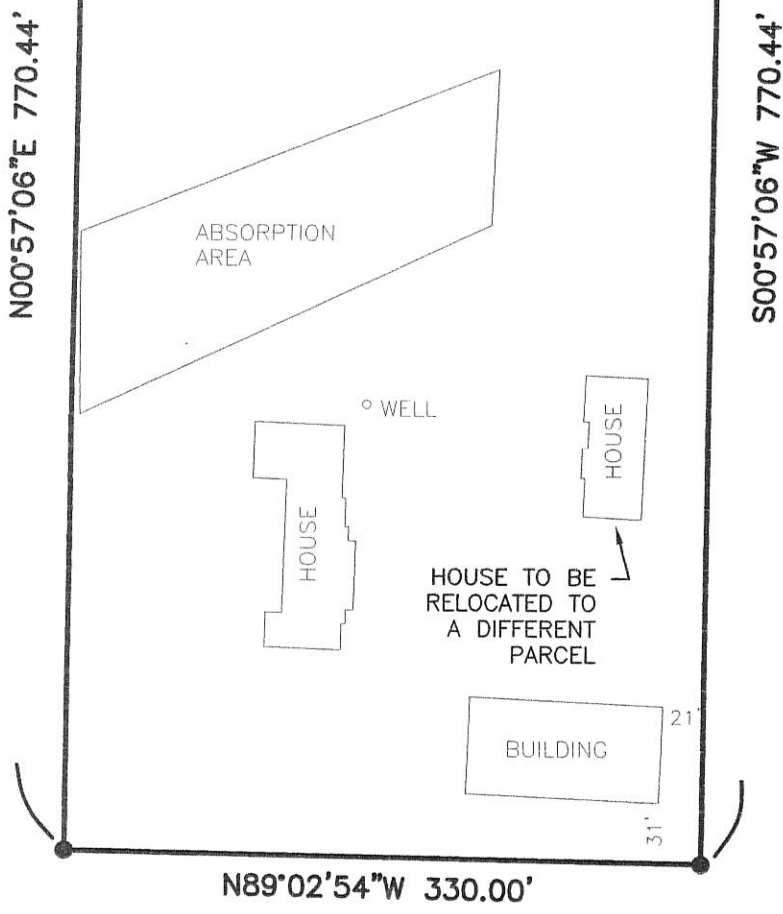 N00°57'06"E 770.44'
S00°57'06"W 770.44'
ABSORPTION
AREA
WELL
HOUSE
HOUSE
HOUSE TO BE
RELOCATED TO
A DIFFERENT
PARCEL
21'
BUILDING
31'
N89°02'54"W 330.00'